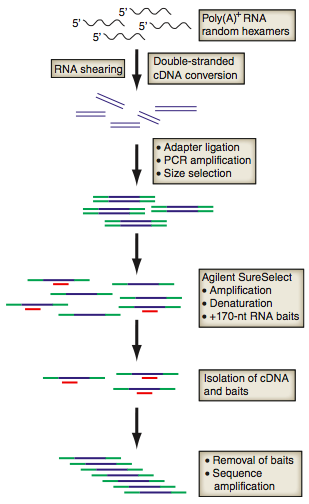 5' 5' 5' 5'
Poly(A)+ RNA
random hexamers
RNA shearing
Double-stranded
cDNA conversion
• Adapter ligation
• PCR amplification
• Size selection
Agilent SureSelect
• Amplification
• Denaturation
• +170-nt RNA baits
Isolation of cDNA
and baits
• Removal of baits
• Sequence
amplification